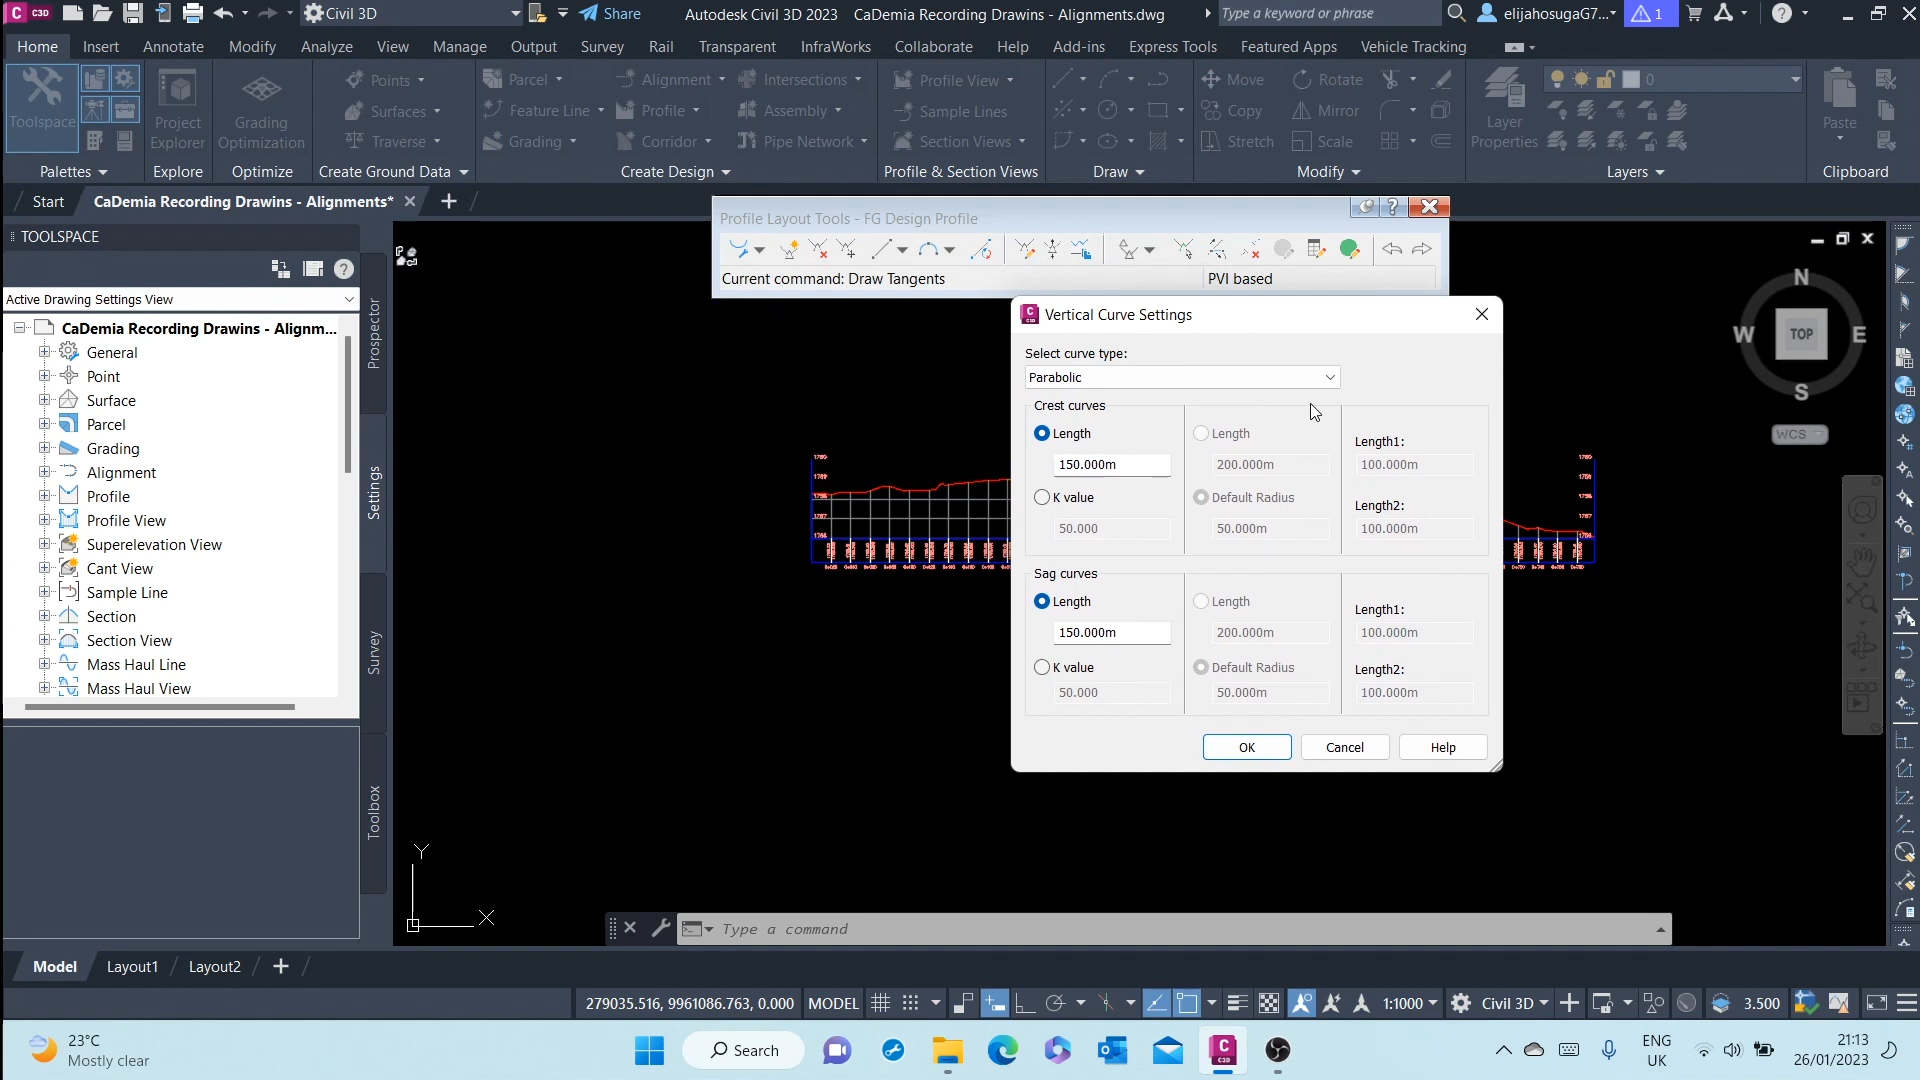 C3D Civil 3D Share Autodesk Civil 3D 2023 CaDemia Recording Drawins - Alignments.dwg Type a keyword or phrase elijahosugaG7... 1
Home Insert Annotate Modify Analyze View Manage Output Survey Rail Transparent InfraWorks Collaborate Help Add-ins Express Tools Featured Apps Vehicle Tracking
Points Parcel Alignment Intersections Profile View Move Rotate 0
Surfaces Feature Line Profile Assembly Sample Lines Copy Mirror
Toolspace Project Explorer Grading Optimization Layer Properties Paste
Traverse Grading Corridor Pipe Network Section Views Stretch Scale
Palettes Explore Optimize Create Ground Data Create Design Profile & Section Views Draw Modify Layers Clipboard
Start CaDemia Recording Drawins - Alignments*
TOOLSPACE
Active Drawing Settings View
CaDemia Recording Drawins - Alignm...
General
Point
Surface
Parcel
Grading
Alignment
Profile
Profile View
Superelevation View
Cant View
Sample Line
Section
Section View
Mass Haul Line
Mass Haul View
Prospector
Settings
Survey
Toolbox
Profile Layout Tools - FG Design Profile
Current command: Draw Tangents PVI based
Vertical Curve Settings
Select curve type:
Parabolic
Crest curves
Length Length Length1:
150.000m 200.000m 100.000m
K value Default Radius Length2:
50.000 50.000m 100.000m
Sag curves
Length Length Length1:
150.000m 200.000m 100.000m
K value Default Radius Length2:
50.000 50.000m 100.000m
OK Cancel Help
N
W TOP E
S
WCS
Y
X
Type a command
Model Layout1 Layout2
279035.516, 9961086.763, 0.000 MODEL 1:1000 Civil 3D 3.500
23°C
Mostly clear
Search
ENG
UK
21:13
26/01/2023